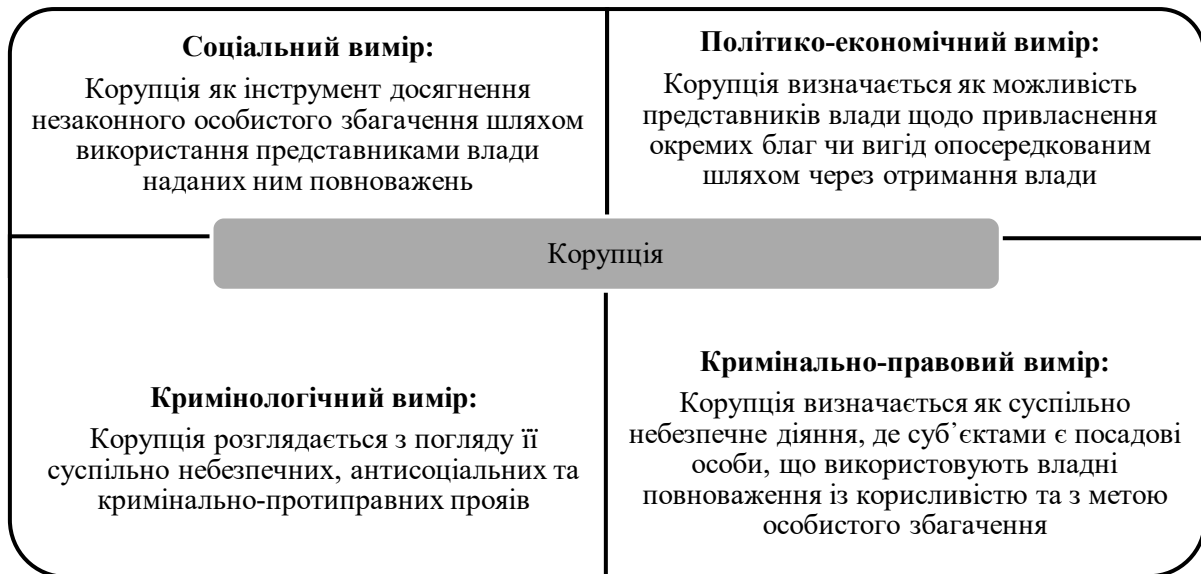 Соціальний вимір:
Корупція як інструмент досягнення
незаконного особистого збагачення шляхом
використання представниками влади
наданих ним повноважень
Політико-економічний вимір:
Корупція визначається як можливість
представників влади щодо привласнення
окремих благ чи вигід опосередкованим
шляхом через отримання влади
Корупція
Кримінологічний вимір:
Корупція розглядається з погляду її
суспільно небезпечних, антисоціальних та
кримінально-протиправних прояів
Кримінально-правовий вимір:
Корупція визначається як суспільно
небезпечне діяння, де суб’єктами є посадові
особи, що використовують владні
повноваження із корисливістю та з метою
особистого збагачення